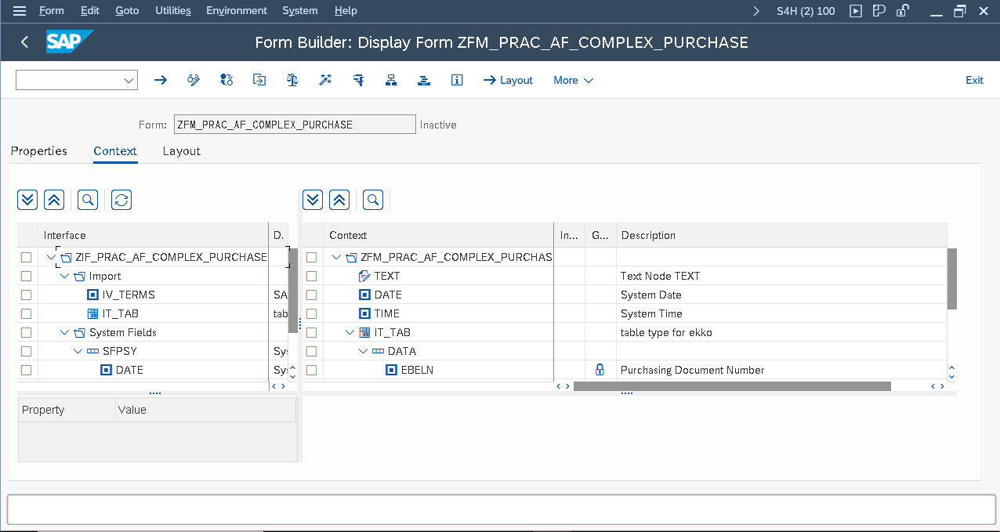 Form Edit Goto Utilities Environment System Help S4H (2) 100
SAP Form Builder: Display Form ZFM_PRAC_AF_COMPLEX_PURCHASE
Layout More Exit
Form: ZFM_PRAC_AF_COMPLEX_PURCHASE Inactive
Properties Context Layout
Interface D. Context In... G... Description
ZIF_PRAC_AF_COMPLEX_PURCHASE ZFM_PRAC_AF_COMPLEX_PURCHAS
Import TEXT Text Node TEXT
IV_TERMS SA DATE System Date
IT_TAB tab TIME System Time
System Fields IT_TAB table type for ekko
SFPSY Sy DATA
DATE Sy EBELN Purchasing Document Number
Property Value